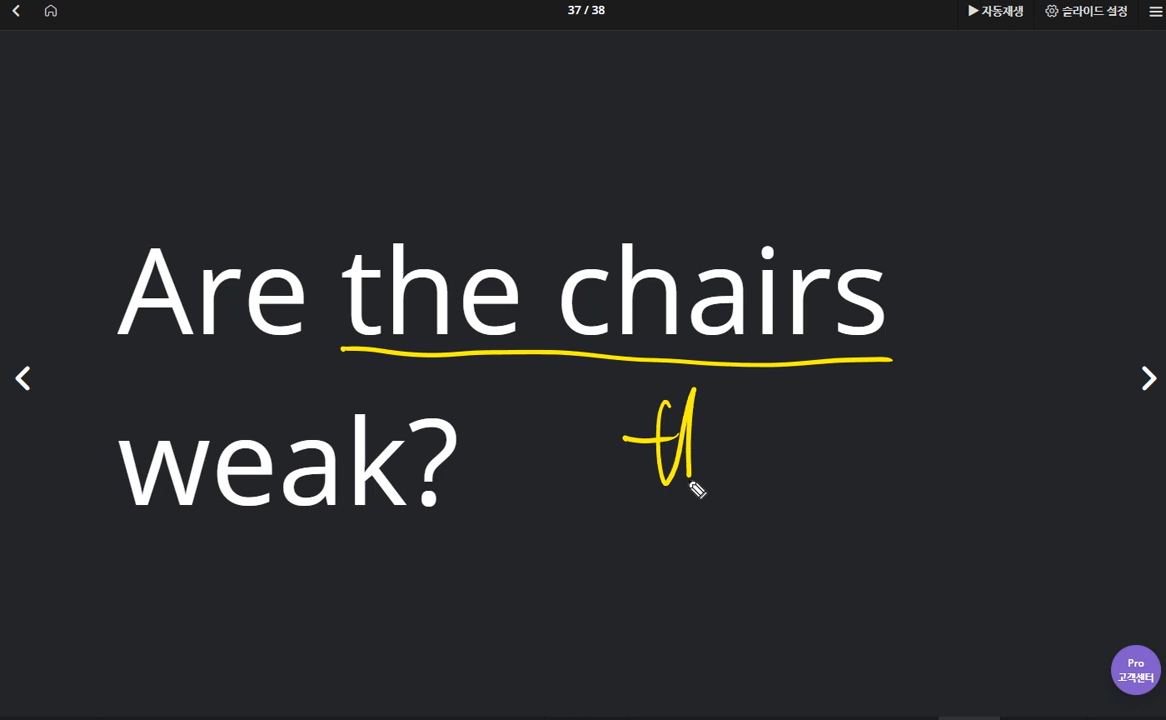 37 / 38
▶ 자동재생
슬라이드 설정
Are the chairs
weak?
Pro
고객센터